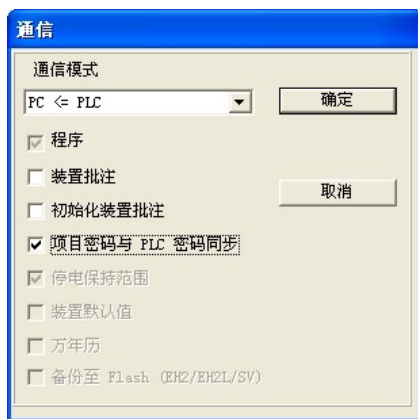 通信
通信模式
PC <= PLC
确定
程序
装置批注
取消
初始化装置批注
项目密码与 PLC 密码同步
停电保持范围
装置默认值
万年历
备份至 Flash (EH2/EH2L/SV)